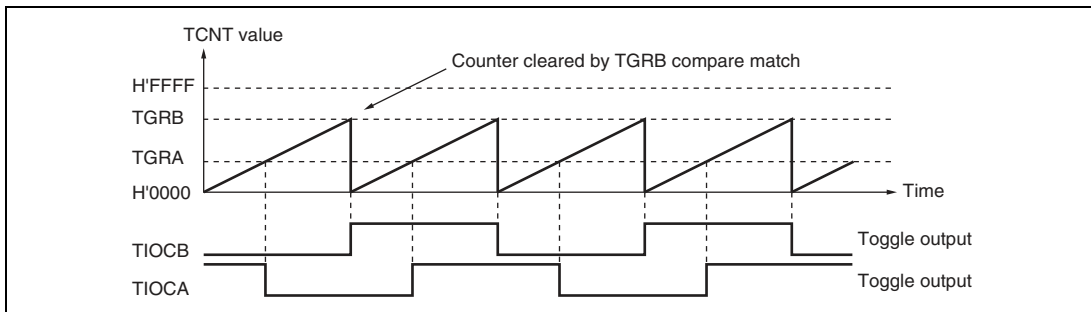 TCNT value
Counter cleared by TGRB compare match
H'FFFF
TGRB
TGRA
H'0000
Time
TIOCB
Toggle output
TIOCA
Toggle output